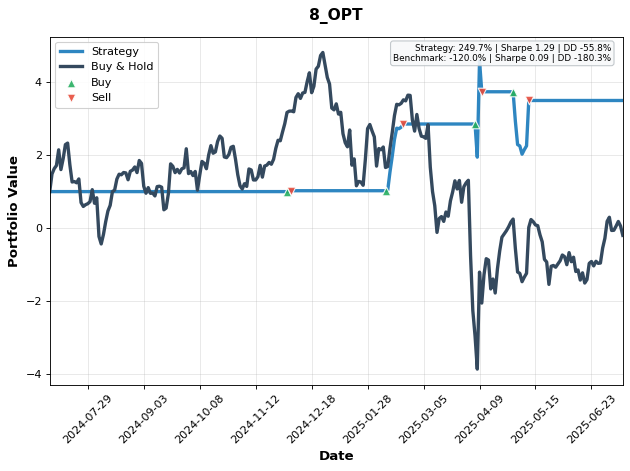 8_OPT
Strategy
Buy & Hold
Buy
Sell
Strategy: 249.7% | Sharpe 1.29 | DD -55.8%
Benchmark: -120.0% | Sharpe 0.09 | DD -180.3%
Portfolio Value
4
2
0
−2
−4
2024-07-29
2024-09-03
2024-10-08
2024-11-12
2024-12-18
2025-01-28
2025-03-05
2025-04-09
2025-05-15
2025-06-23
Date